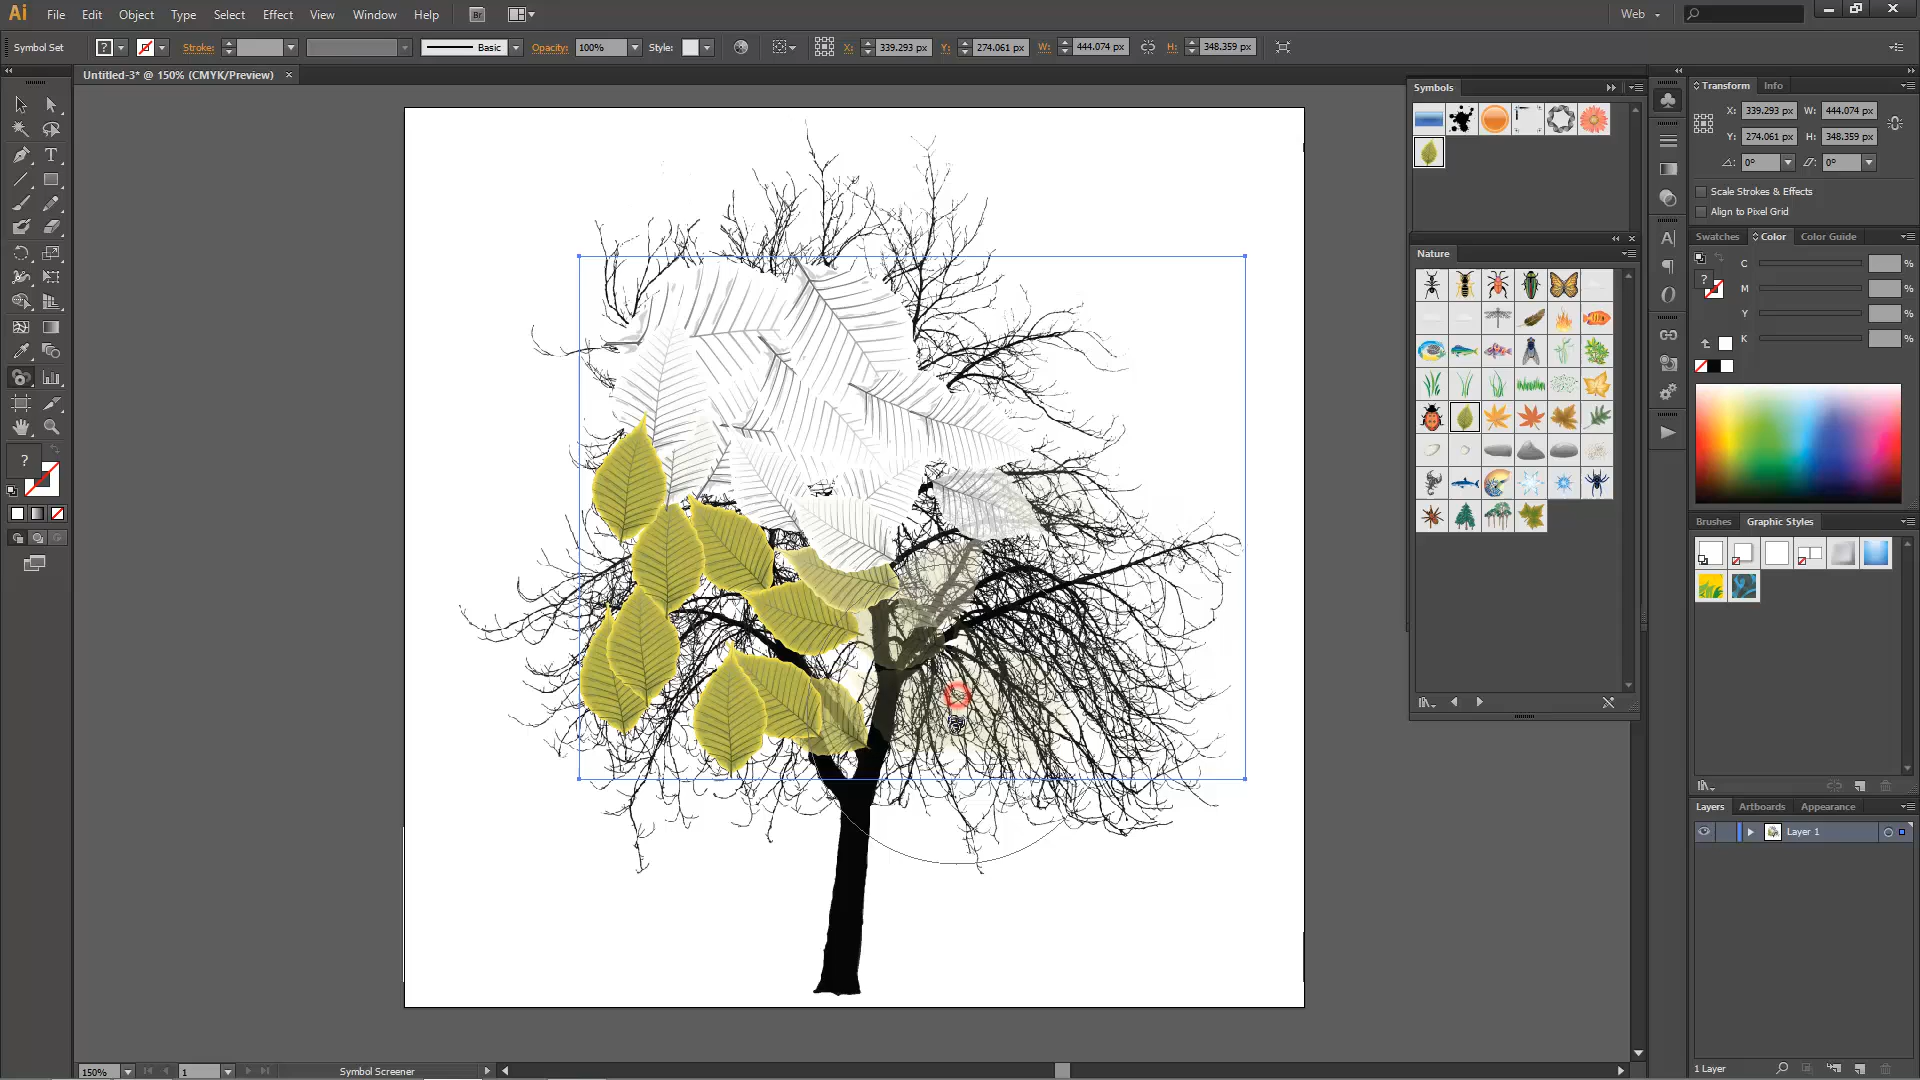 Ai File Edit Object Type Select Effect View Window Help Br Web
Symbol Set ? Stroke: Basic Opacity: 100% Style: X: 339.293 px Y: 274.061 px W: 444.074 px H: 348.359 px
Untitled-3* @ 150% (CMYK/Preview) ×
Symbols
Nature
Transform Info
X: 339.293 px W: 444.074 px
Y: 274.061 px H: 348.359 px
0° 0°
Scale Strokes & Effects
Align to Pixel Grid
Swatches Color Color Guide
C %
M %
Y %
K %
?
Brushes Graphic Styles
Layers Artboards Appearance
Layer 1
1 Layer
150% 1 Symbol Screener